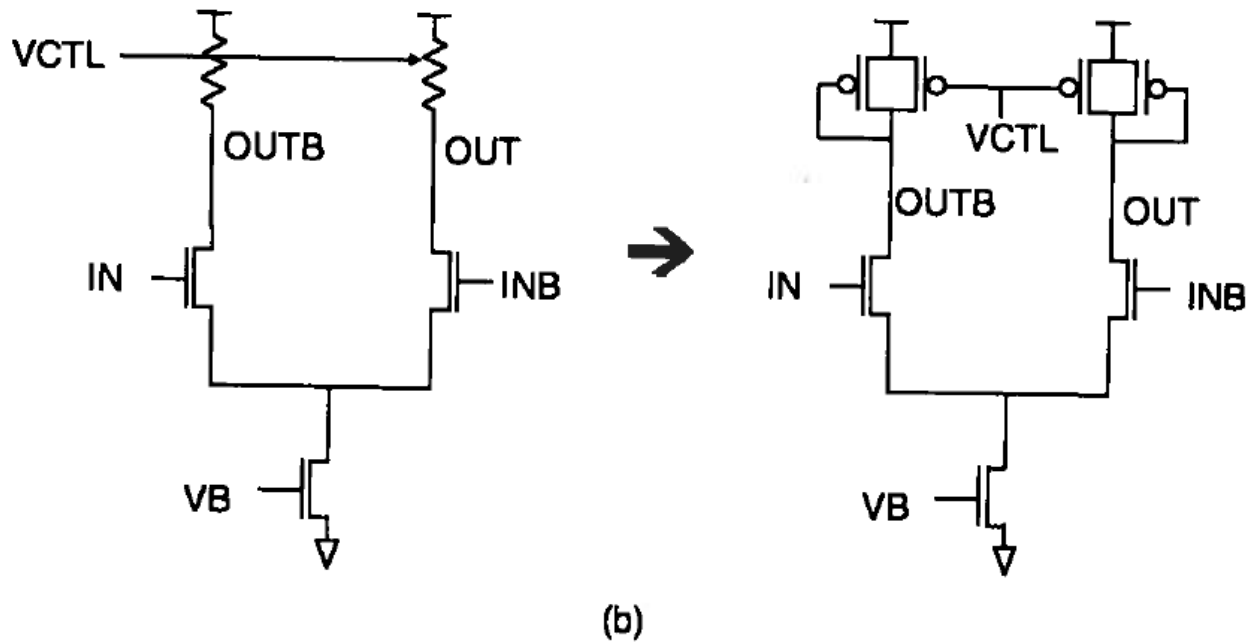 VCTL
OUTB OUT
IN INB
VB
VCTL
OUTB OUT
IN INB
VB
(b)